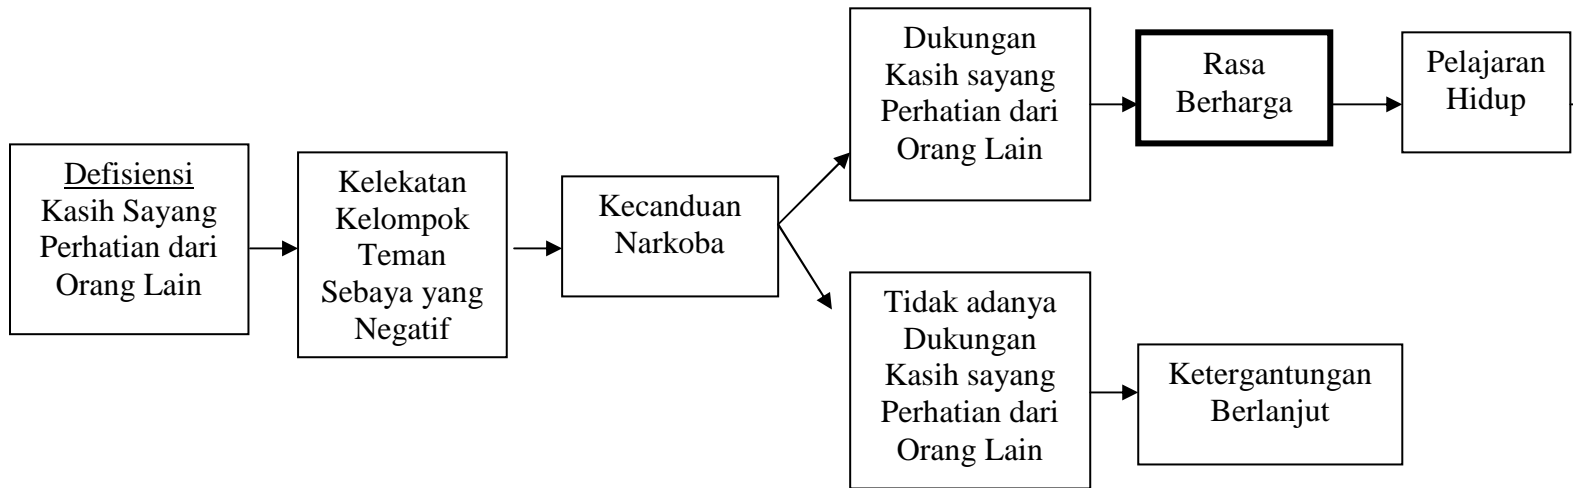 Defisiensi
Kasih Sayang
Perhatian dari
Orang Lain
Kelekatan
Kelompok
Teman
Sebaya yang
Negatif
Kecanduan
Narkoba
Dukungan
Kasih sayang
Perhatian dari
Orang Lain
Rasa
Berharga
Pelajaran
Hidup
Tidak adanya
Dukungan
Kasih sayang
Perhatian dari
Orang Lain
Ketergantungan
Berlanjut